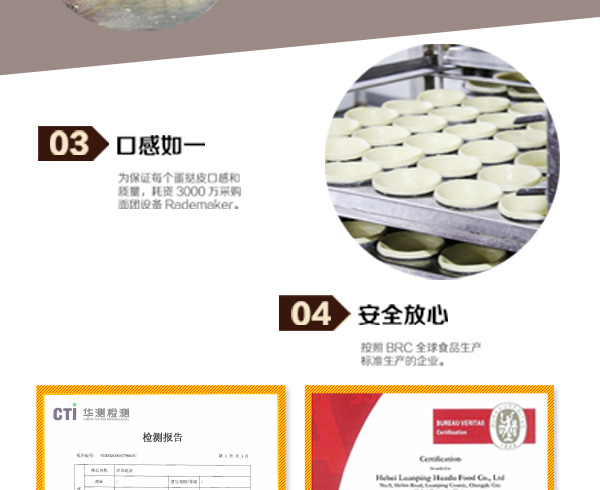 03 口感如一
为保证每个蛋挞皮口感和
质量，耗资 3000 万采购
面团设备 Rademaker。
04 安全放心
按照 BRC 全球食品生产
标准生产的企业。
CTI 华测检测
检测报告
BUREAU VERITAS
Certification
Certification
Hebei Luanping Huadu Food Co., Ltd